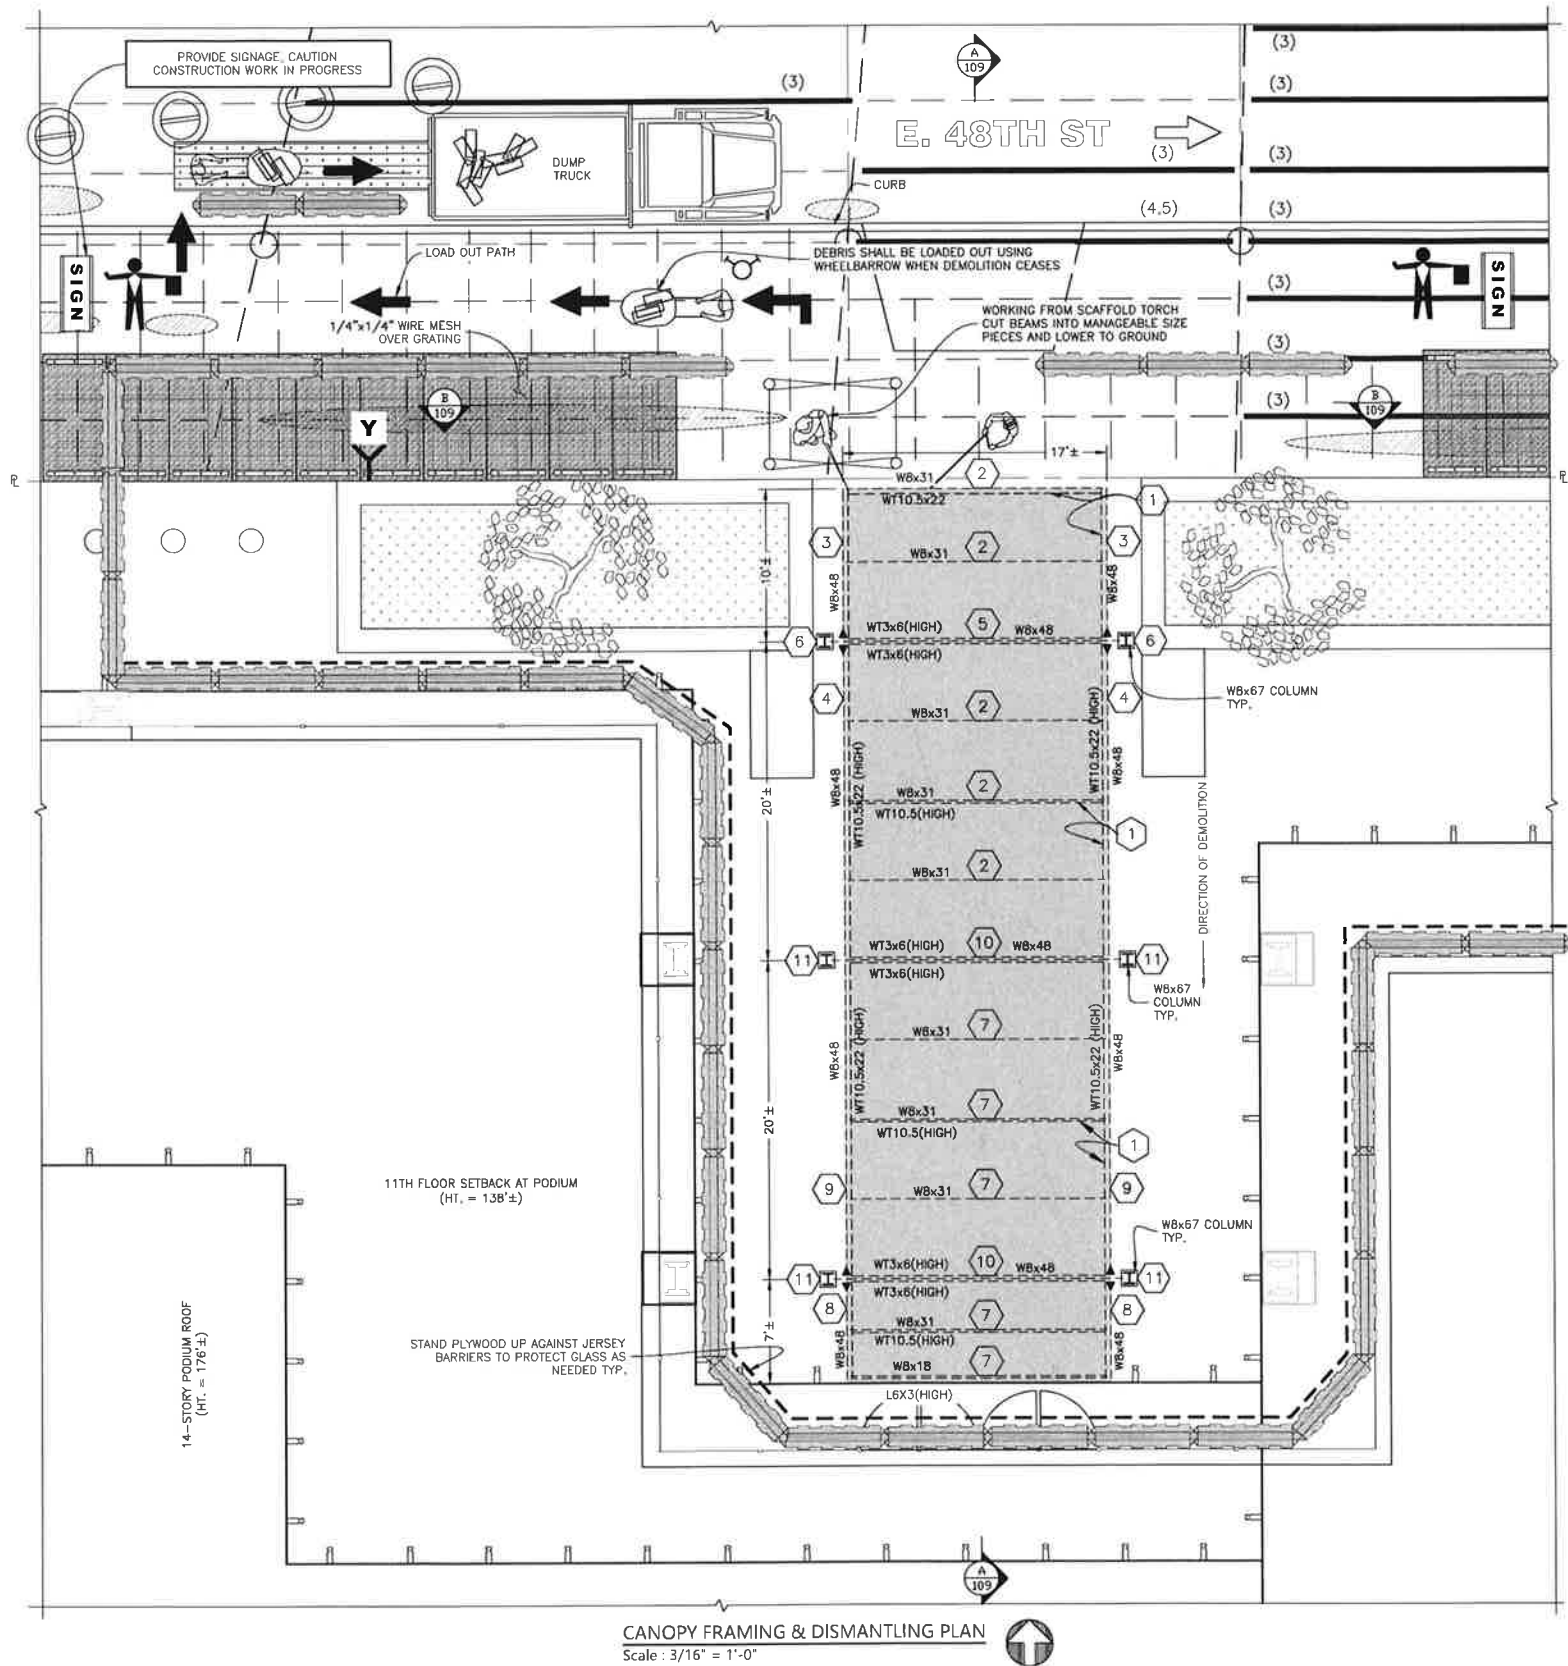 PROVIDE SIGNAGE, CAUTION
CONSTRUCTION WORK IN PROGRESS
(3)
A
109
(3)
(3)
E. 48TH ST
DUMP
TRUCK
(3)
(3)
CURB
(4,5)
(3)
LOAD OUT PATH
DEBRIS SHALL BE LOADED OUT USING
WHEELBARROW WHEN DEMOLITION CEASES
SIGN
SIGN
(3)
1/4"x1/4" WIRE MESH
OVER GRATING
WORKING FROM SCAFFOLD TORCH
CUT BEAMS INTO MANAGEABLE SIZE
PIECES AND LOWER TO GROUND
(3)
B
109
Y
(3)
B
109
17'±
PL
PL
W8x31
2
WT10.5x22
1
3
W8x31
2
3
10'±
W8x48
W8x48
WT3x6(HIGH)
5
W8x48
6
6
WT3x6(HIGH)
4
4
W8x67 COLUMN
TYP.
W8x31
2
WT10.5x22 (HIGH)
W8x48
W8x31
2
W8x48
WT10.5x22 (HIGH)
20'±
WT10.5(HIGH)
1
DIRECTION OF DEMOLITION
W8x31
2
WT3x6(HIGH)
10
W8x48
11
11
WT3x6(HIGH)
W8x67
COLUMN
TYP.
W8x31
7
W8x48
WT10.5x22 (HIGH)
WT10.5x22 (HIGH)
W8x48
W8x31
7
20'±
WT10.5(HIGH)
1
11TH FLOOR SETBACK AT PODIUM
(HT. = 138'±)
9
W8x31
7
9
W8x67 COLUMN
TYP.
WT3x6(HIGH)
10
W8x48
11
11
WT3x6(HIGH)
8
8
W8x31
7
14-STORY PODIUM ROOF
(HT. = 176'±)
7'±
STAND PLYWOOD UP AGAINST JERSEY
BARRIERS TO PROTECT GLASS AS
NEEDED TYP.
W8x48
WT10.5(HIGH)
W8x48
W8x18
7
L6X3(HIGH)
A
109
CANOPY FRAMING & DISMANTLING PLAN
Scale : 3/16" = 1'-0"